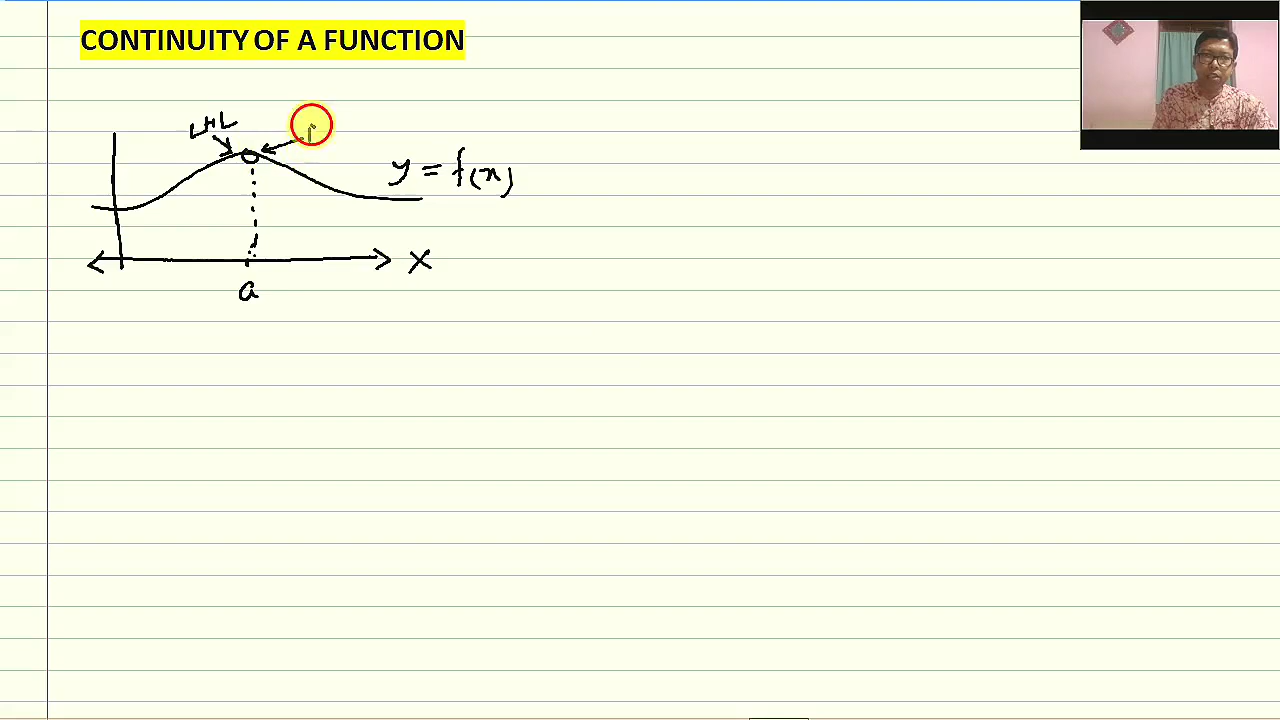 CONTINUITY OF A FUNCTION
LHL
y = f(x)
X
a